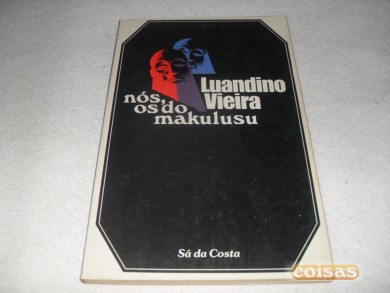 Luandino
Vieira
nós,
os do
makulusu
Sá da Costa
coisas